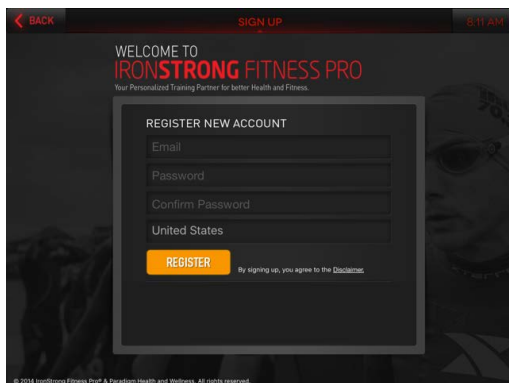 BACK
SIGN UP
8:11 AM
WELCOME TO
IRONSTRONG FITNESS PRO
Your Personalized Training Partner for better Health and Fitness.
REGISTER NEW ACCOUNT
Email
Password
Confirm Password
United States
REGISTER
By signing up, you agree to the Disclaimer.
© 2014 IronStrong Fitness Pro® & Paradigm Health and Wellness. All rights reserved.